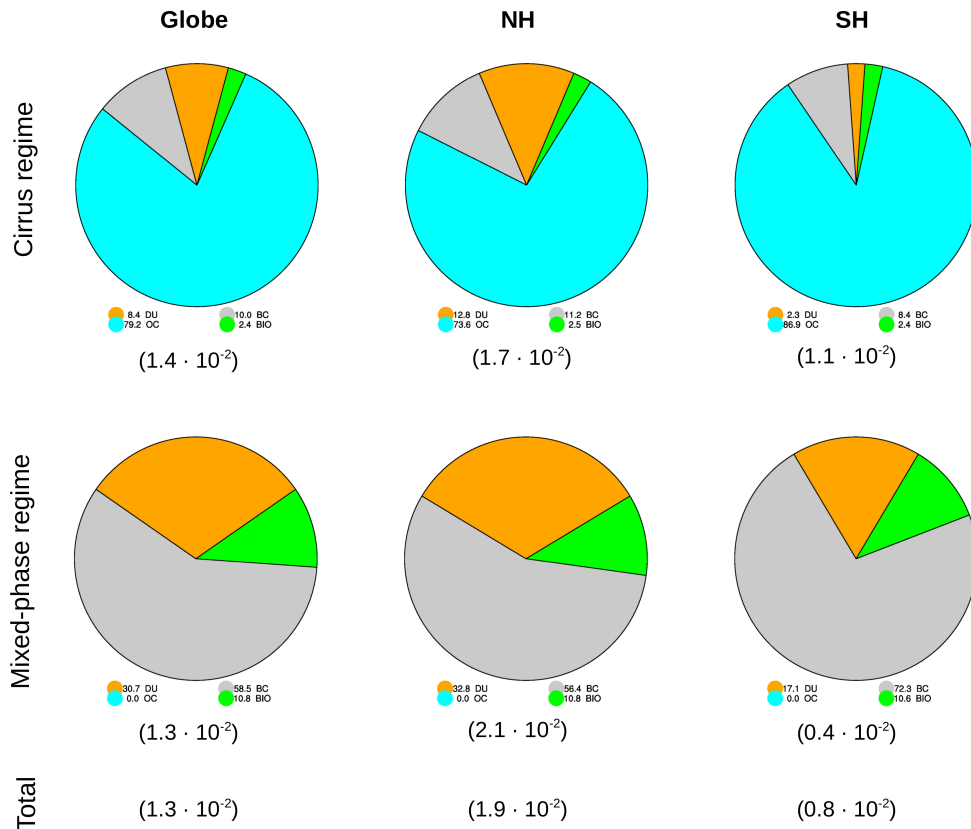 Globe NH SH
Cirrus regime
8.4 DU 10.0 BC 12.8 DU 11.2 BC 2.3 DU 8.4 BC
79.2 OC 2.4 BIO 73.6 OC 2.5 BIO 86.9 OC 2.4 BIO
(1.4 · 10⁻²) (1.7 · 10⁻²) (1.1 · 10⁻²)
Mixed-phase regime
30.7 DU 58.5 BC 32.8 DU 56.4 BC 17.1 DU 72.3 BC
0.0 OC 10.8 BIO 0.0 OC 10.8 BIO 0.0 OC 10.6 BIO
(1.3 · 10⁻²) (2.1 · 10⁻²) (0.4 · 10⁻²)
Total (1.3 · 10⁻²) (1.9 · 10⁻²) (0.8 · 10⁻²)